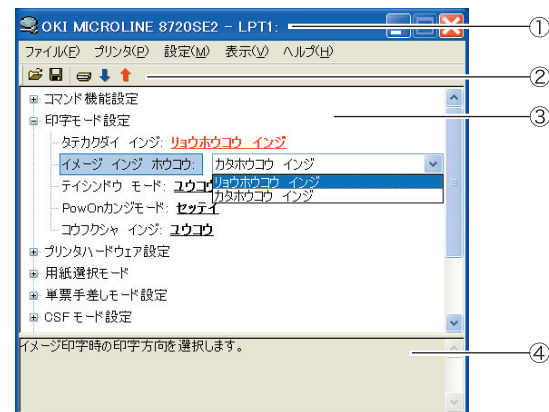 OKI MICROLINE 8720SE2 - LPT1:
①
ファイル(F) プリンタ(P) 設定(M) 表示(V) ヘルプ(H)
②
コマンド機能設定
印字モード設定
③
タテカクダイ インジ: リョウホウコウ インジ
イメージ インジ ホウコウ: カタホウコウ インジ
リョウホウコウ インジ
カタホウコウ インジ
テイシンドウ モード: ユウコウ
PowOnカンジモード: セッテイ
コウフクシャ インジ: ユウコウ
プリンタハードウェア設定
用紙選択モード
単票手差しモード設定
CSFモード設定
イメージ印字時の印字方向を選択します。
④